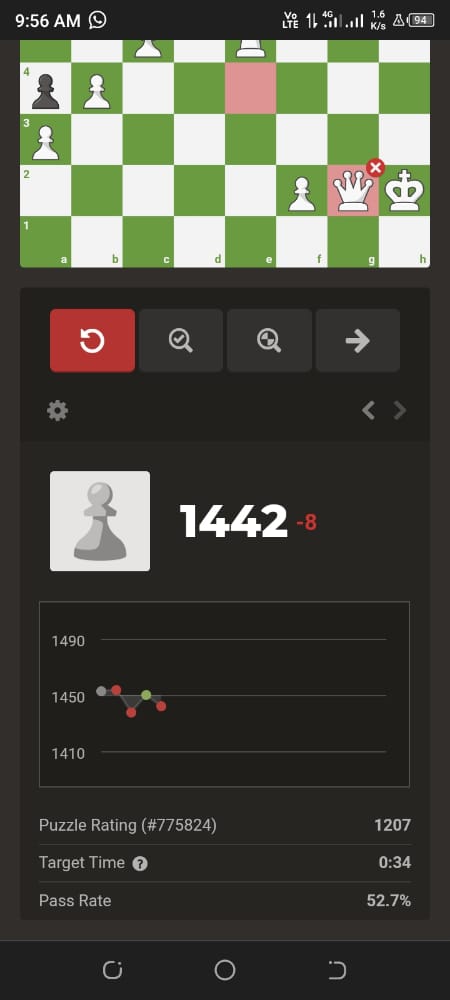 9:56 AM Vo LTE 4G 1.6 K/s 94
4
3
2
1
a b c d e f g h
1442 -8
1490
1450
1410
Puzzle Rating (#775824) 1207
Target Time ? 0:34
Pass Rate 52.7%